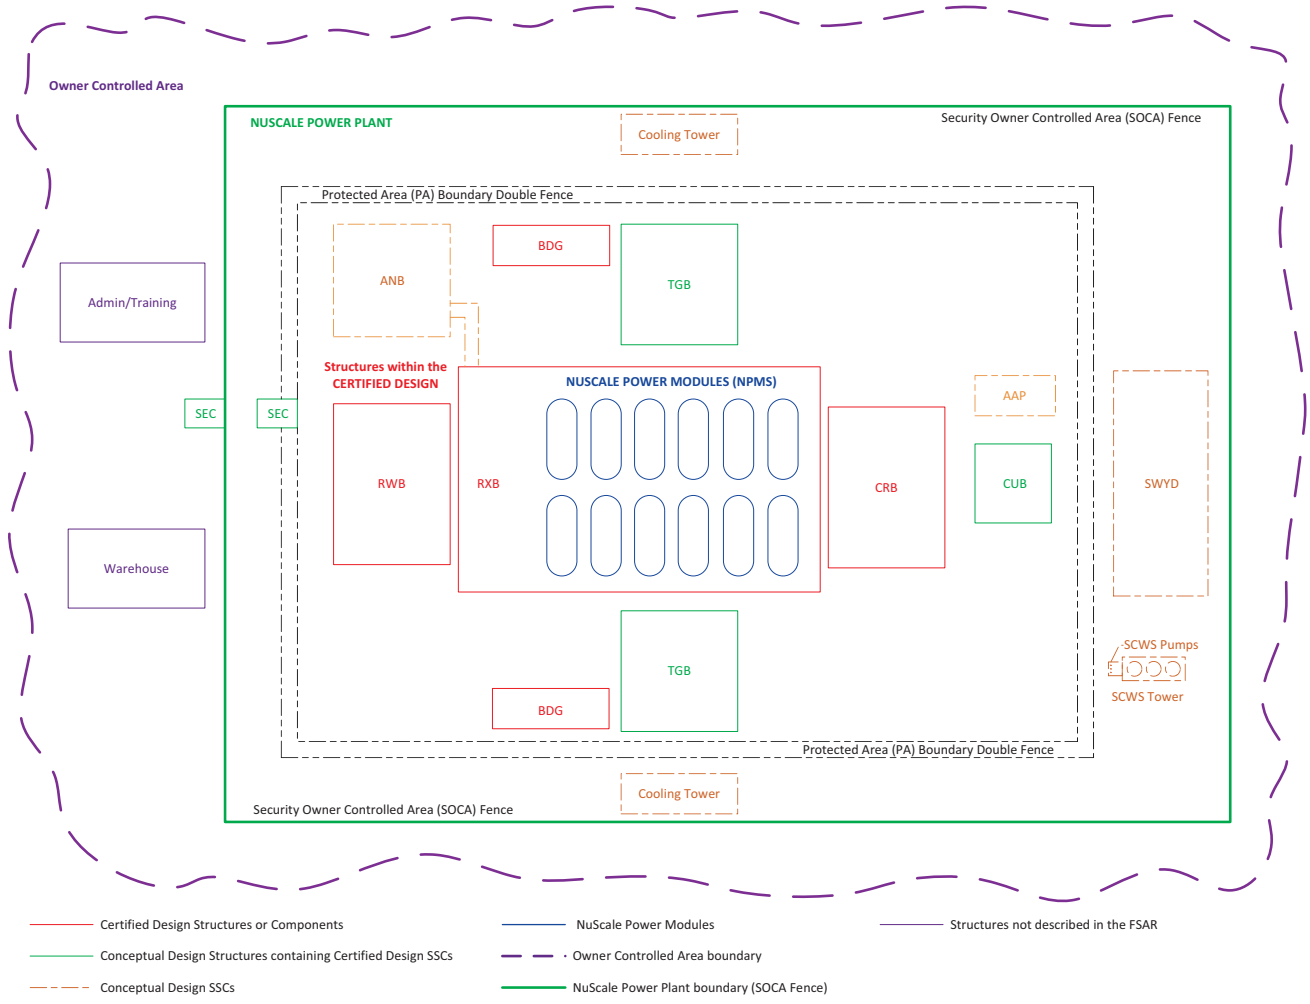 Owner Controlled Area
NUSCALE POWER PLANT
Security Owner Controlled Area (SOCA) Fence
Cooling Tower
Protected Area (PA) Boundary Double Fence
BDG
ANB
TGB
Admin/Training
Structures within the
CERTIFIED DESIGN
NUSCALE POWER MODULES (NPMS)
AAP
SEC
SEC
RWB
RXB
CRB
CUB
SWYD
Warehouse
SCWS Pumps
TGB
SCWS Tower
BDG
Protected Area (PA) Boundary Double Fence
Cooling Tower
Security Owner Controlled Area (SOCA) Fence
Certified Design Structures or Components
NuScale Power Modules
Structures not described in the FSAR
Conceptual Design Structures containing Certified Design SSCs
Owner Controlled Area boundary
Conceptual Design SSCs
NuScale Power Plant boundary (SOCA Fence)